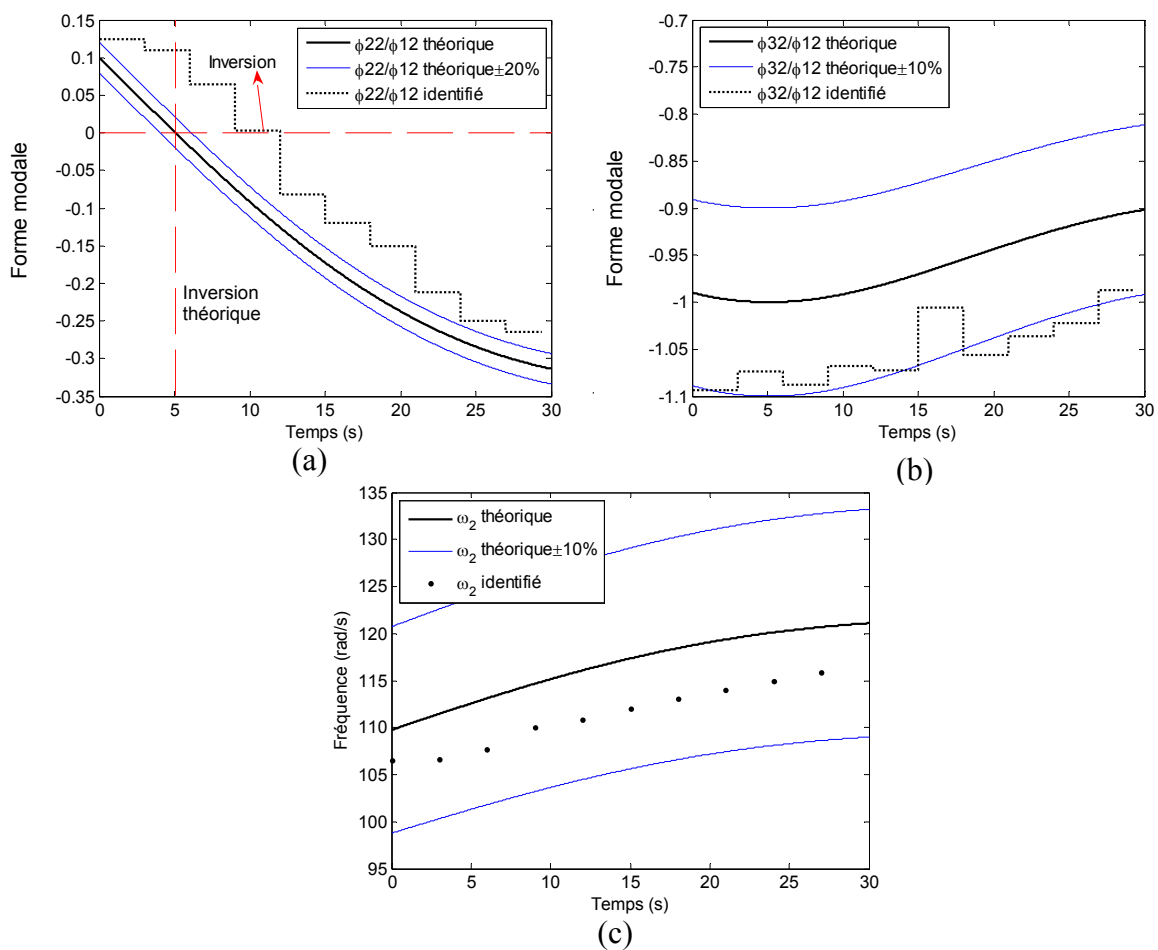 0.15
0.1
0.05
0
-0.05
-0.1
-0.15
-0.2
-0.25
-0.3
-0.35
Forme modale
ϕ22/ϕ12 théorique
ϕ22/ϕ12 théorique±20%
ϕ22/ϕ12 identifié
Inversion
Inversion
théorique
0 5 10 15 20 25 30
Temps (s)
(a)
-0.7
-0.75
-0.8
-0.85
-0.9
-0.95
-1
-1.05
-1.1
Forme modale
ϕ32/ϕ12 théorique
ϕ32/ϕ12 théorique±10%
ϕ32/ϕ12 identifié
0 5 10 15 20 25 30
Temps (s)
(b)
135
130
125
120
115
110
105
100
95
Fréquence (rad/s)
ω2 théorique
ω2 théorique±10%
ω2 identifié
0 5 10 15 20 25 30
Temps (s)
(c)